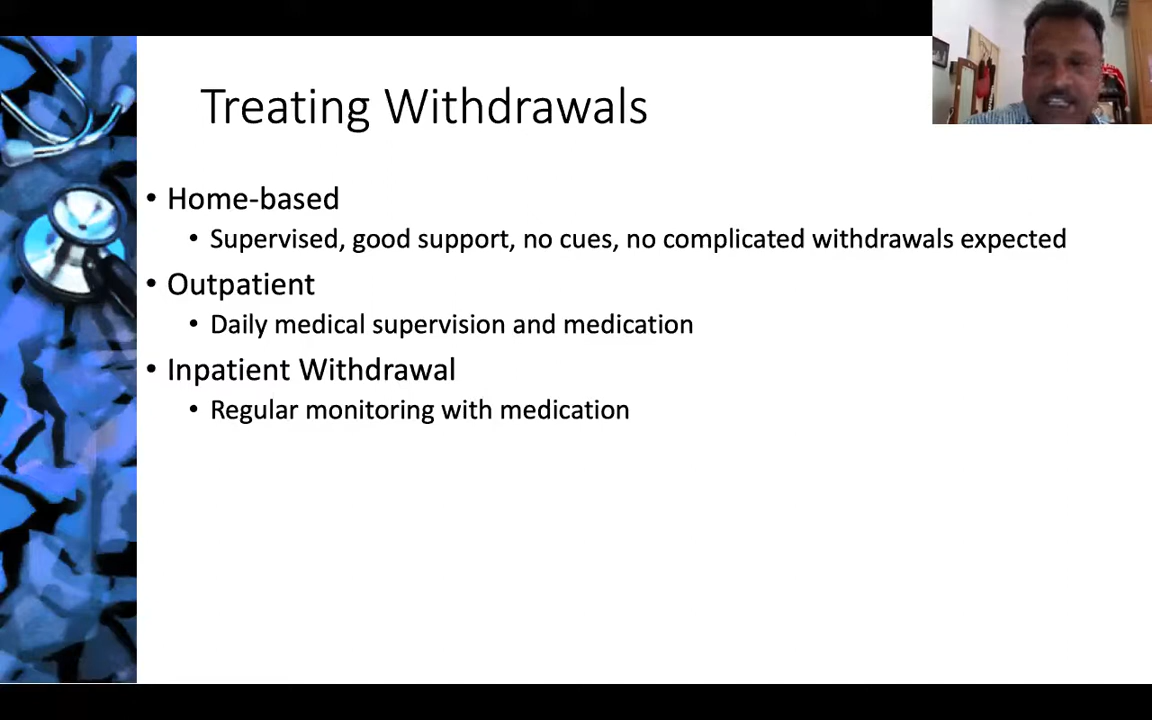 Treating Withdrawals
• Home-based
• Supervised, good support, no cues, no complicated withdrawals expected
• Outpatient
• Daily medical supervision and medication
• Inpatient Withdrawal
• Regular monitoring with medication